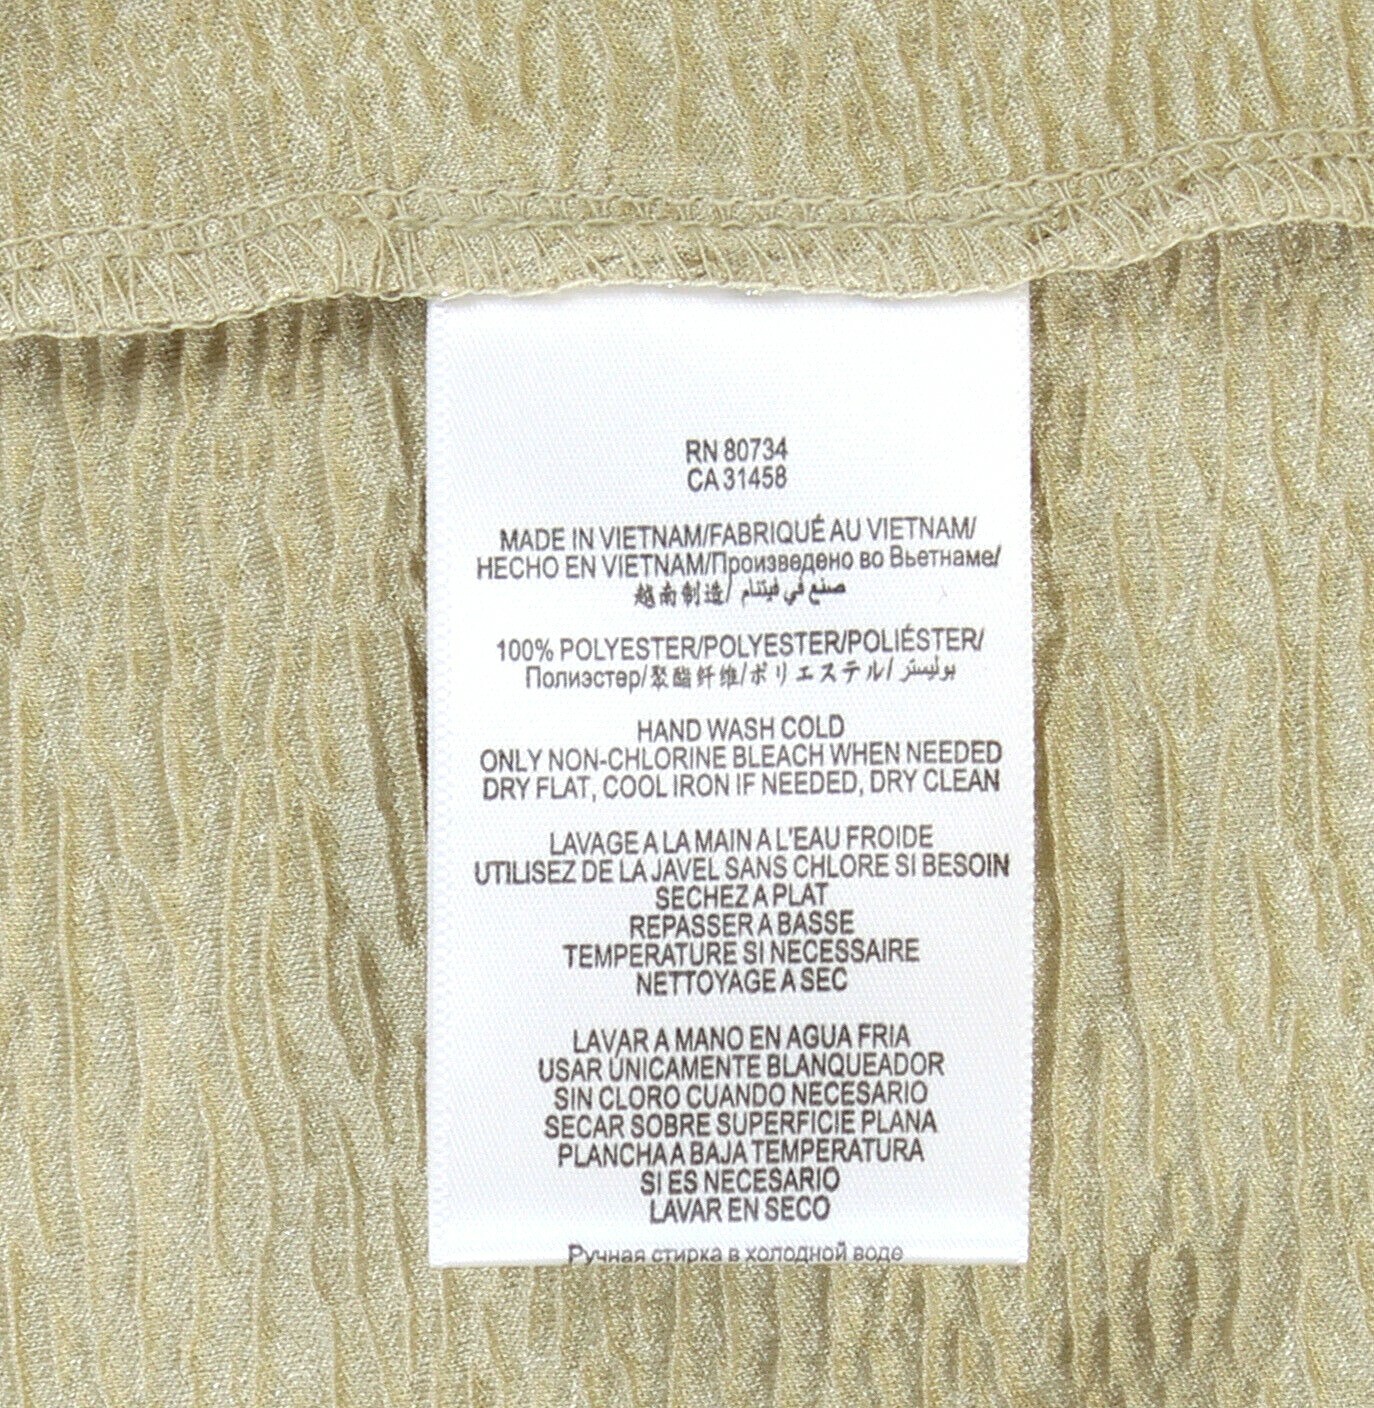 RN 80734
CA 31458
MADE IN VIETNAM/FABRIQUÉ AU VIETNAM/
HECHO EN VIETNAM/Произведено во Вьетнаме/
越南制造/ صنع في فيتنام
100% POLYESTER/POLYESTER/POLIÉSTER/
Полиэстер/聚酯纤维/ポリエステル/ بوليستر
HAND WASH COLD
ONLY NON-CHLORINE BLEACH WHEN NEEDED
DRY FLAT, COOL IRON IF NEEDED, DRY CLEAN
LAVAGE A LA MAIN A L'EAU FROIDE
UTILISEZ DE LA JAVEL SANS CHLORE SI BESOIN
SECHEZ A PLAT
REPASSER A BASSE
TEMPERATURE SI NECESSAIRE
NETTOYAGE A SEC
LAVAR A MANO EN AGUA FRIA
USAR ÚNICAMENTE BLANQUEADOR
SIN CLORO CUANDO NECESARIO
SECAR SOBRE SUPERFICIE PLANA
PLANCHA A BAJA TEMPERATURA
SI ES NECESARIO
LAVAR EN SECO
Ручная стирка в холодной воде